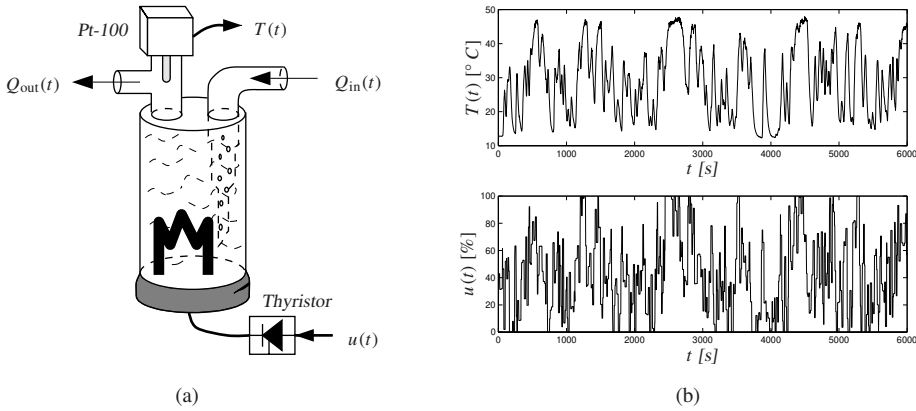 Pt-100
T(t)
Q_out(t)
Q_in(t)
Thyristor
u(t)
(a)
T(t) [° C]
50
40
30
20
10
0 1000 2000 3000 4000 5000 6000
t [s]
u(t) [%]
100%
80
60
40
20
0
0 1000 2000 3000 4000 5000 6000
t [s]
(b)